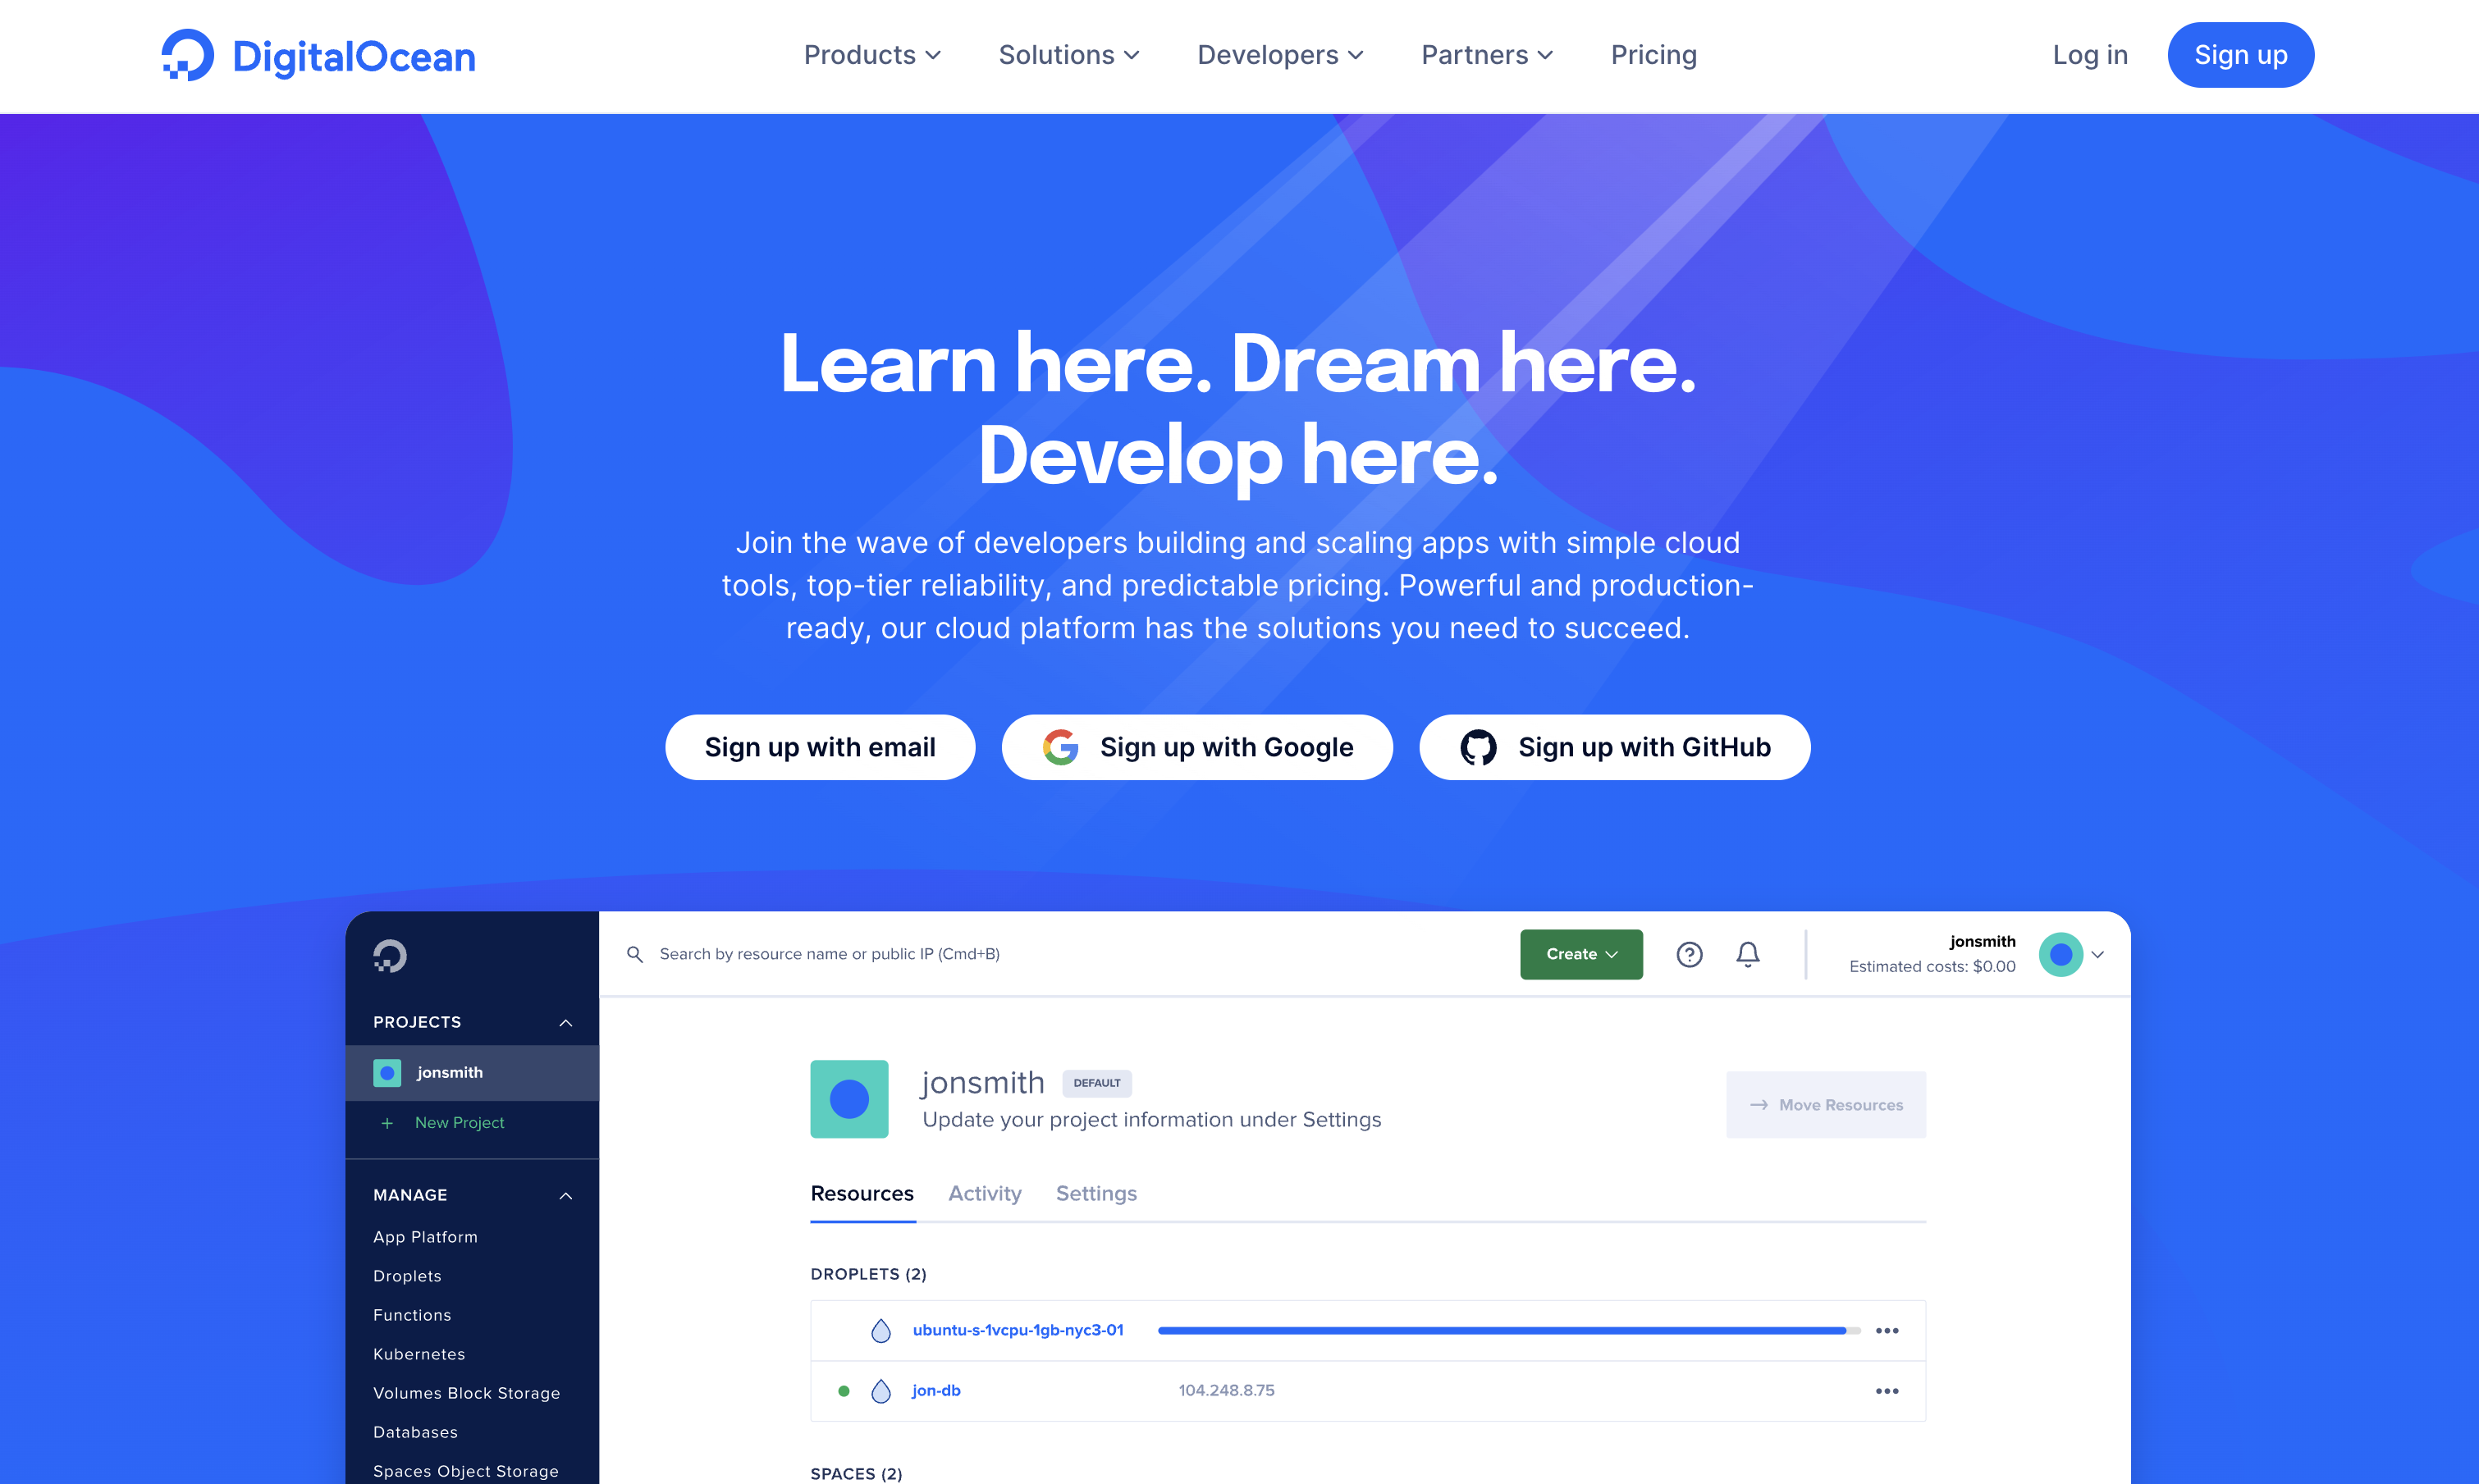 DigitalOcean
Products
Solutions
Developers
Partners
Pricing
Log in
Sign up
Learn here. Dream here.
Develop here.
Join the wave of developers building and scaling apps with simple cloud
tools, top-tier reliability, and predictable pricing. Powerful and production-
ready, our cloud platform has the solutions you need to succeed.
Sign up with email
Sign up with Google
Sign up with GitHub
Search by resource name or public IP (Cmd+B)
Create
jonsmith
Estimated costs: $0.00
PROJECTS
jonsmith
+ New Project
MANAGE
App Platform
Droplets
Functions
Kubernetes
Volumes Block Storage
Databases
Spaces Object Storage
jonsmith
DEFAULT
Update your project information under Settings
→ Move Resources
Resources
Activity
Settings
DROPLETS (2)
ubuntu-s-1vcpu-1gb-nyc3-01
jon-db
104.248.8.75
SPACES (2)